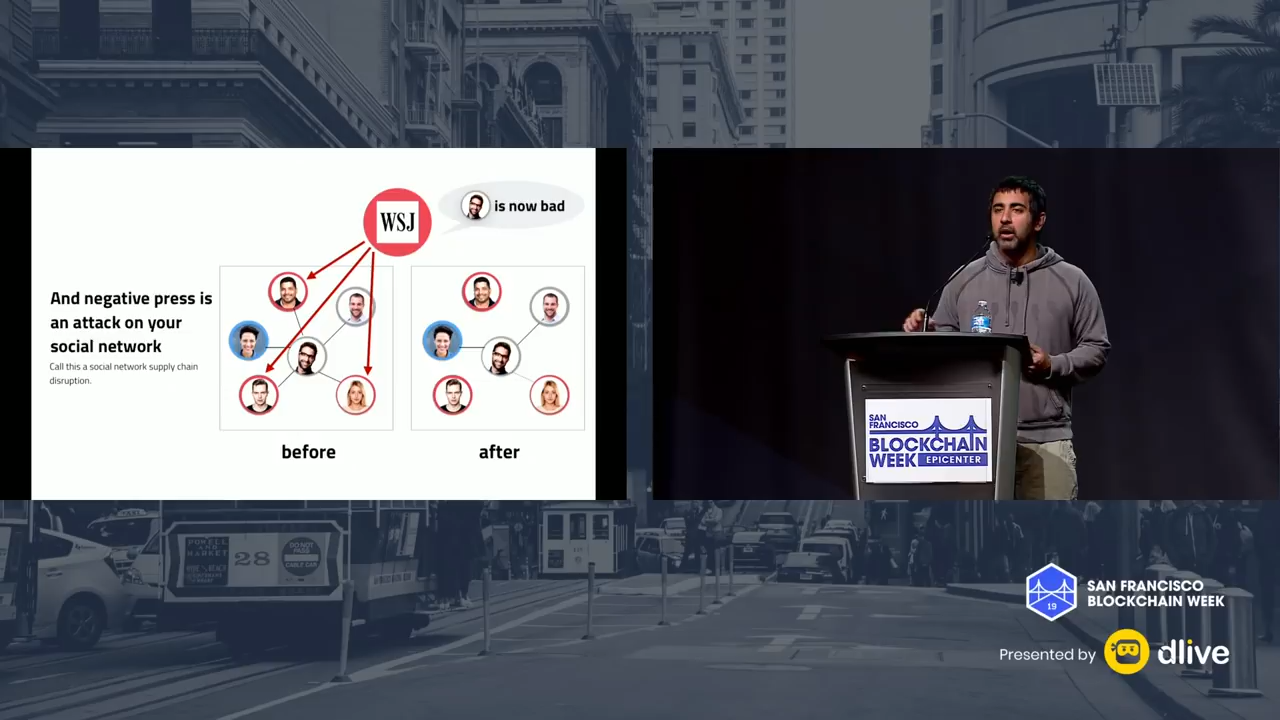 WSJ
is now bad
And negative press is
an attack on your
social network
Call this a social network supply chain
disruption.
before
after
SAN
FRANCISCO
BLOCKCHAIN
WEEK EPICENTER
POWELL
AND
MARKET
28
DO NOT
PASS
CABLE CAR
19
SAN FRANCISCO
BLOCKCHAIN WEEK
Presented by dlive